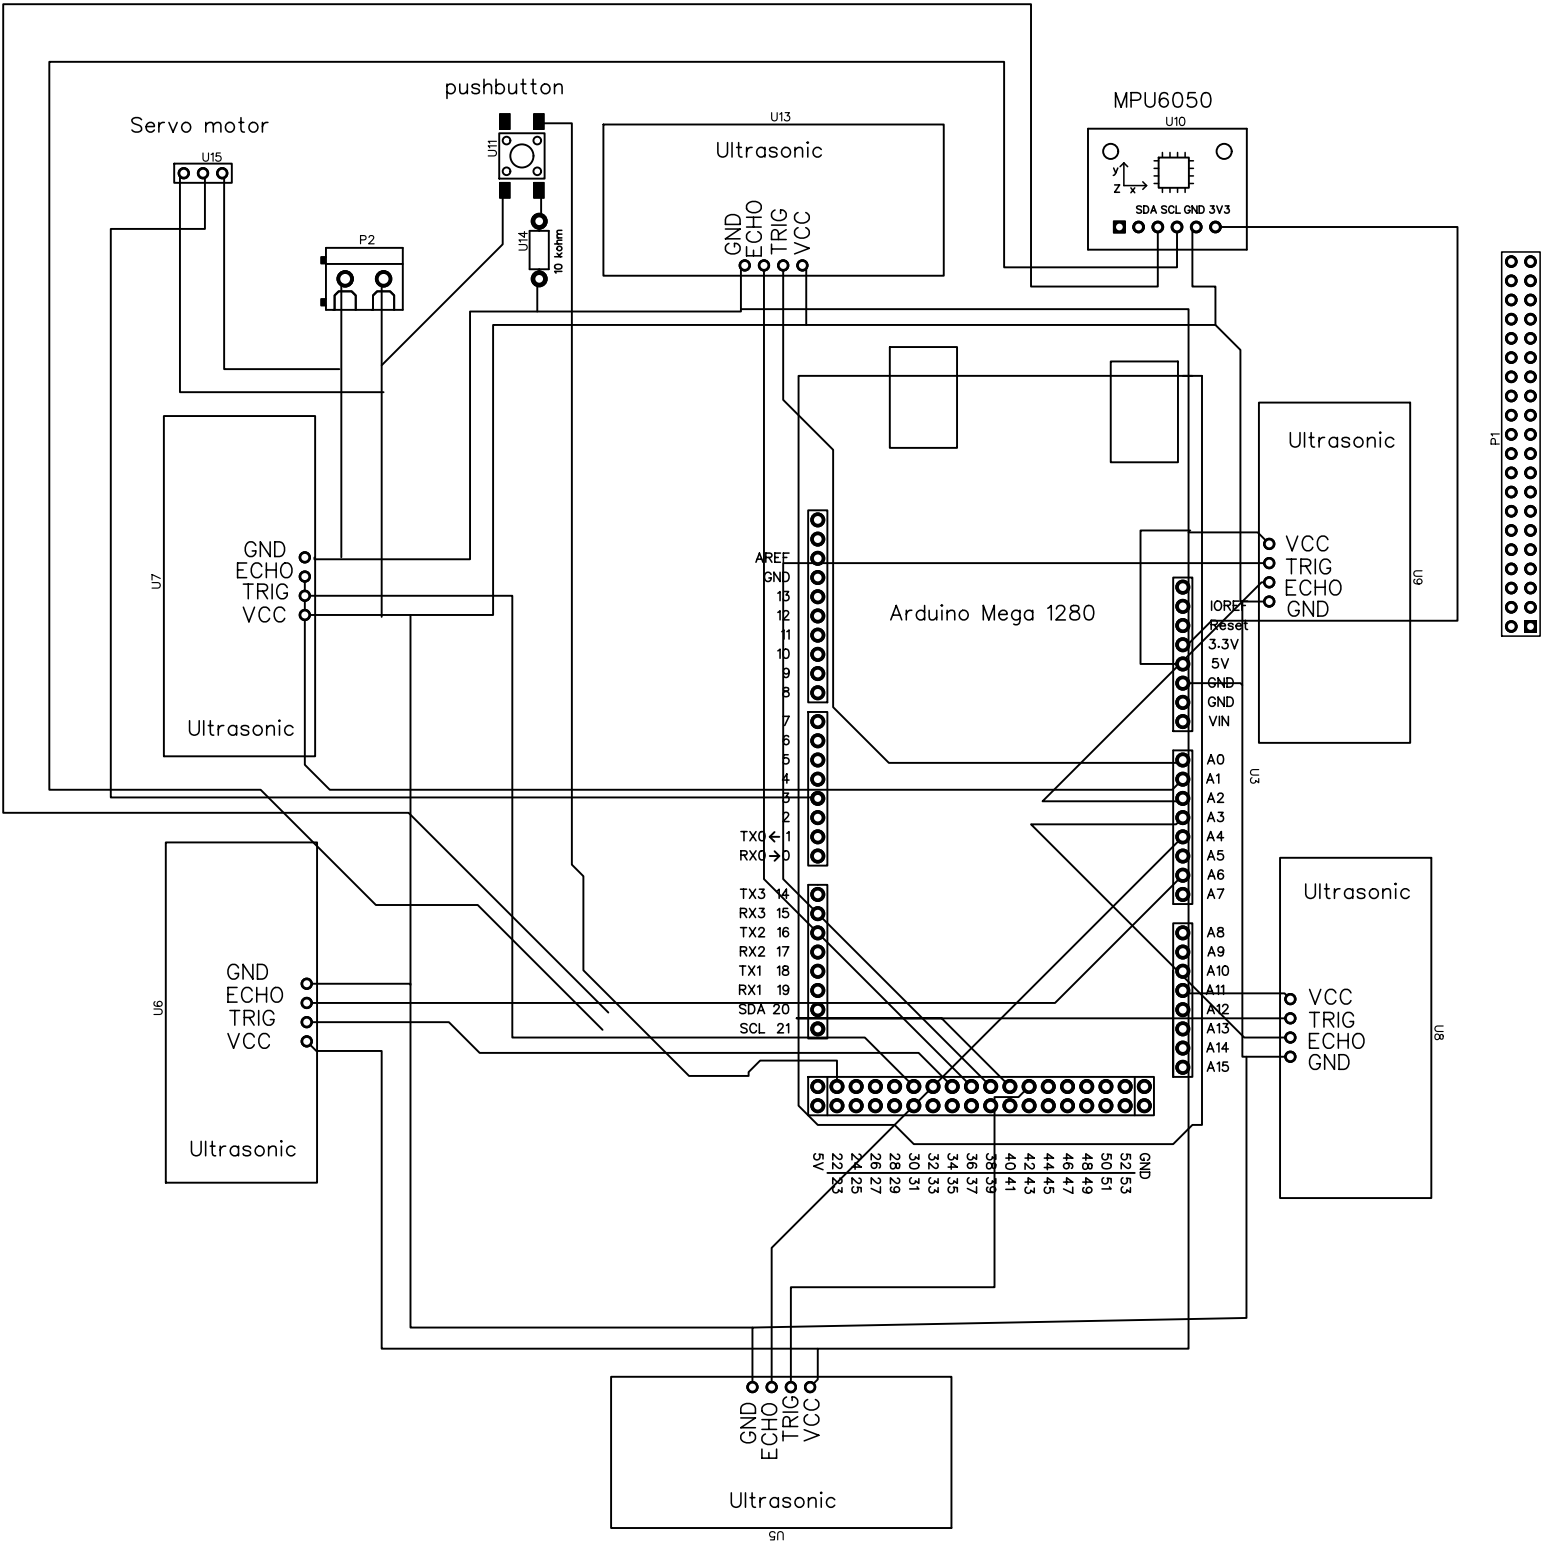 pushbutton
MPU6050
U10
Servo motor
U15
U11
U13
Ultrasonic
y
Z x
SDA SCL GND 3V3
GND
ECHO
TRIG
VCC
U14
10 kohm
P2
P1
Ultrasonic
VCC
TRIG
ECHO
GND
U9
GND
ECHO
TRIG
VCC
U7
Ultrasonic
Arduino Mega 1280
AREF
GND
13
12
11
10
9
8
7
6
5
4
3
2
TX0 1
RX0 0
TX3 14
RX3 15
TX2 16
RX2 17
TX1 18
RX1 19
SDA 20
SCL 21
IOREF
Reset
3.3V
5V
GND
GND
VIN
A0
A1
A2
A3
A4
A5
A6
A7
A8
A9
A10
A11
A12
A13
A14
A15
U3
Ultrasonic
VCC
TRIG
ECHO
GND
U8
GND
ECHO
TRIG
VCC
U6
Ultrasonic
5V
22 23
24 25
26 27
28 29
30 31
32 33
34 35
36 37
38 39
40 41
42 43
44 45
46 47
48 49
50 51
52 53
GND
GND
ECHO
TRIG
VCC
Ultrasonic
U5